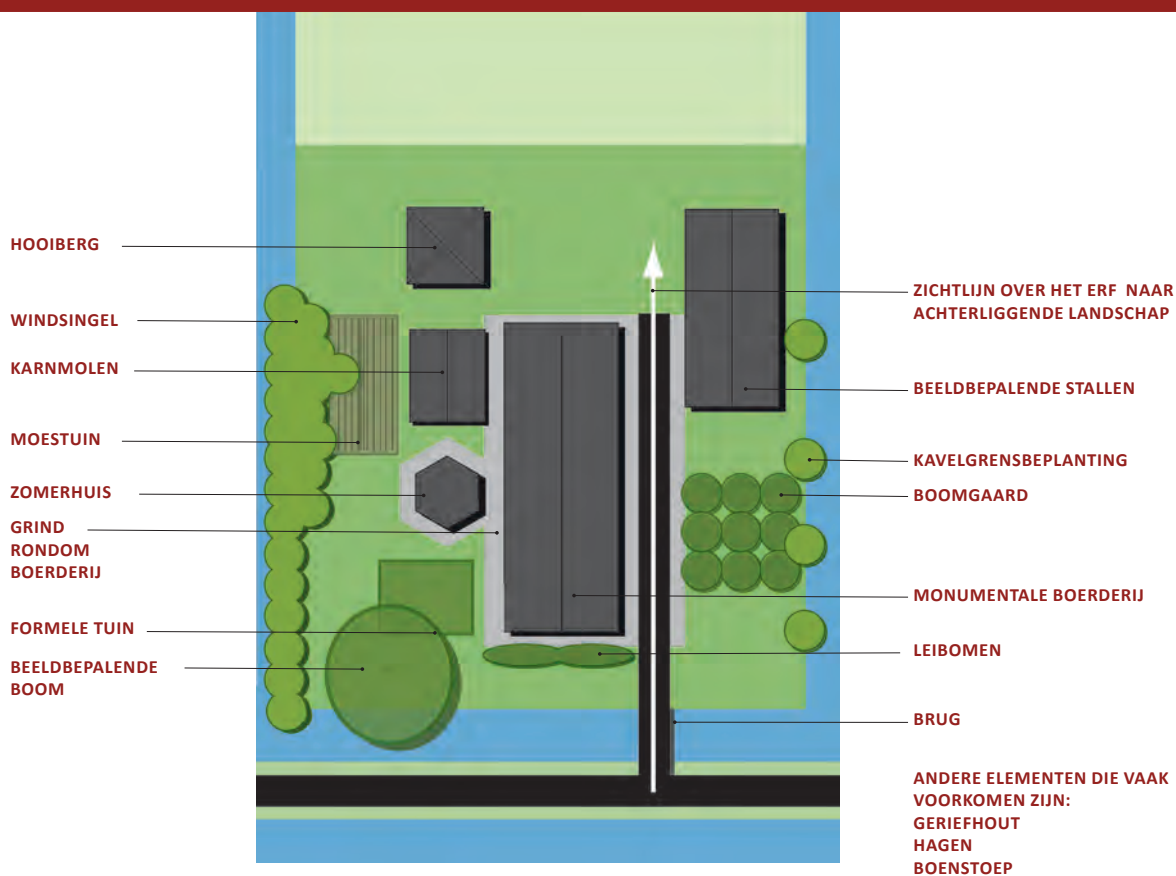 HOOIBERG
WINDSINGEL
KARNMOLEN
MOESTUIN
ZOMERHUIS
GRIND
RONDOM
BOERDERIJ
FORMELE TUIN
BEELDBEPALENDE
BOOM
ZICHTLIJN OVER HET ERF NAAR
ACHTERLIGGENDE LANDSCHAP
BEELDBEPALENDE STALLEN
KAVELGRENSBEPLANTING
BOOMGAARD
MONUMENTALE BOERDERIJ
LEIBOMEN
BRUG
ANDERE ELEMENTEN DIE VAAK
VOORKOMEN ZIJN:
GERIEFHOUT
HAGEN
BOENSTOEP